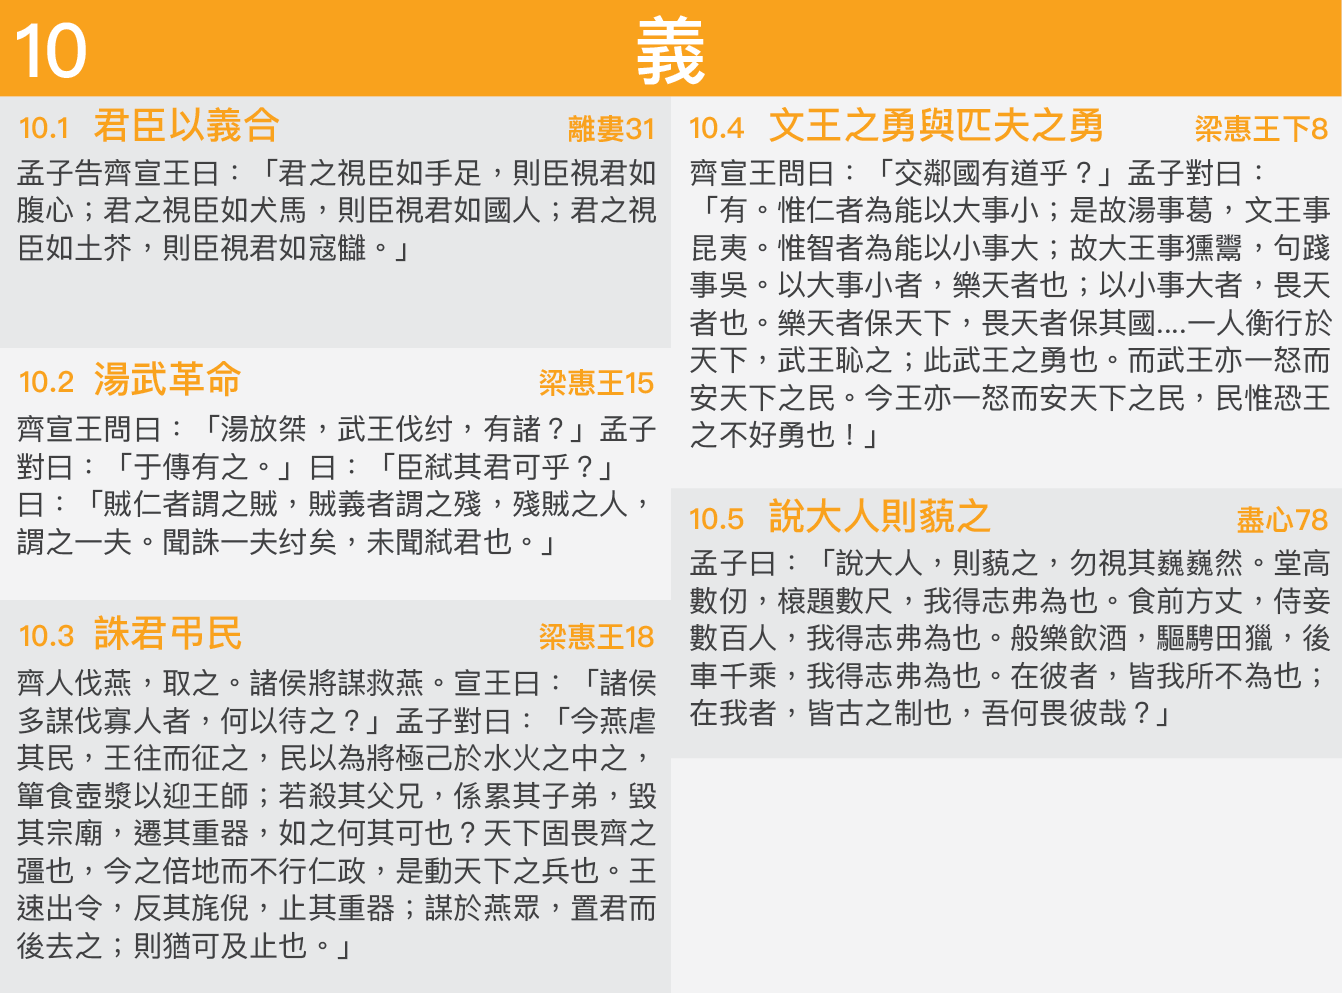 10
義
10.1 君臣以義合 離婁31
孟子告齊宣王曰：「君之視臣如手足，則臣視君如
腹心；君之視臣如犬馬，則臣視君如國人；君之視
臣如土芥，則臣視君如寇讎。」
10.2 湯武革命 梁惠王15
齊宣王問曰：「湯放桀，武王伐纣，有諸？」孟子
對曰：「于傳有之。」曰：「臣弒其君可乎？」
曰：「賊仁者謂之賊，賊義者謂之殘，殘賊之人，
謂之一夫。聞誅一夫纣矣，未聞弒君也。」
10.3 誅君弔民 梁惠王18
齊人伐燕，取之。諸侯將謀救燕。宣王曰：「諸侯
多謀伐寡人者，何以待之？」孟子對曰：「今燕虐
其民，王往而征之，民以為將極己於水火之中之，
簞食壺漿以迎王師；若殺其父兄，係累其子弟，毀
其宗廟，遷其重器，如之何其可也？天下固畏齊之
彊也，今之倍地而不行仁政，是動天下之兵也。王
速出令，反其旄倪，止其重器；謀於燕眾，置君而
後去之；則猶可及止也。」
10.4 文王之勇與匹夫之勇 梁惠王下8
齊宣王問曰：「交鄰國有道乎？」孟子對曰：
「有。惟仁者為能以大事小；是故湯事葛，文王事
昆夷。惟智者為能以小事大；故大王事獯鬻，句踐
事吳。以大事小者，樂天者也；以小事大者，畏天
者也。樂天者保天下，畏天者保其國....一人衡行於
天下，武王恥之；此武王之勇也。而武王亦一怒而
安天下之民。今王亦一怒而安天下之民，民惟恐王
之不好勇也！」
10.5 說大人則藐之 盡心78
孟子曰：「說大人，則藐之，勿視其巍巍然。堂高
數仞，榱題數尺，我得志弗為也。食前方丈，侍妾
數百人，我得志弗為也。般樂飲酒，驅騁田獵，後
車千乘，我得志弗為也。在彼者，皆我所不為也；
在我者，皆古之制也，吾何畏彼哉？」